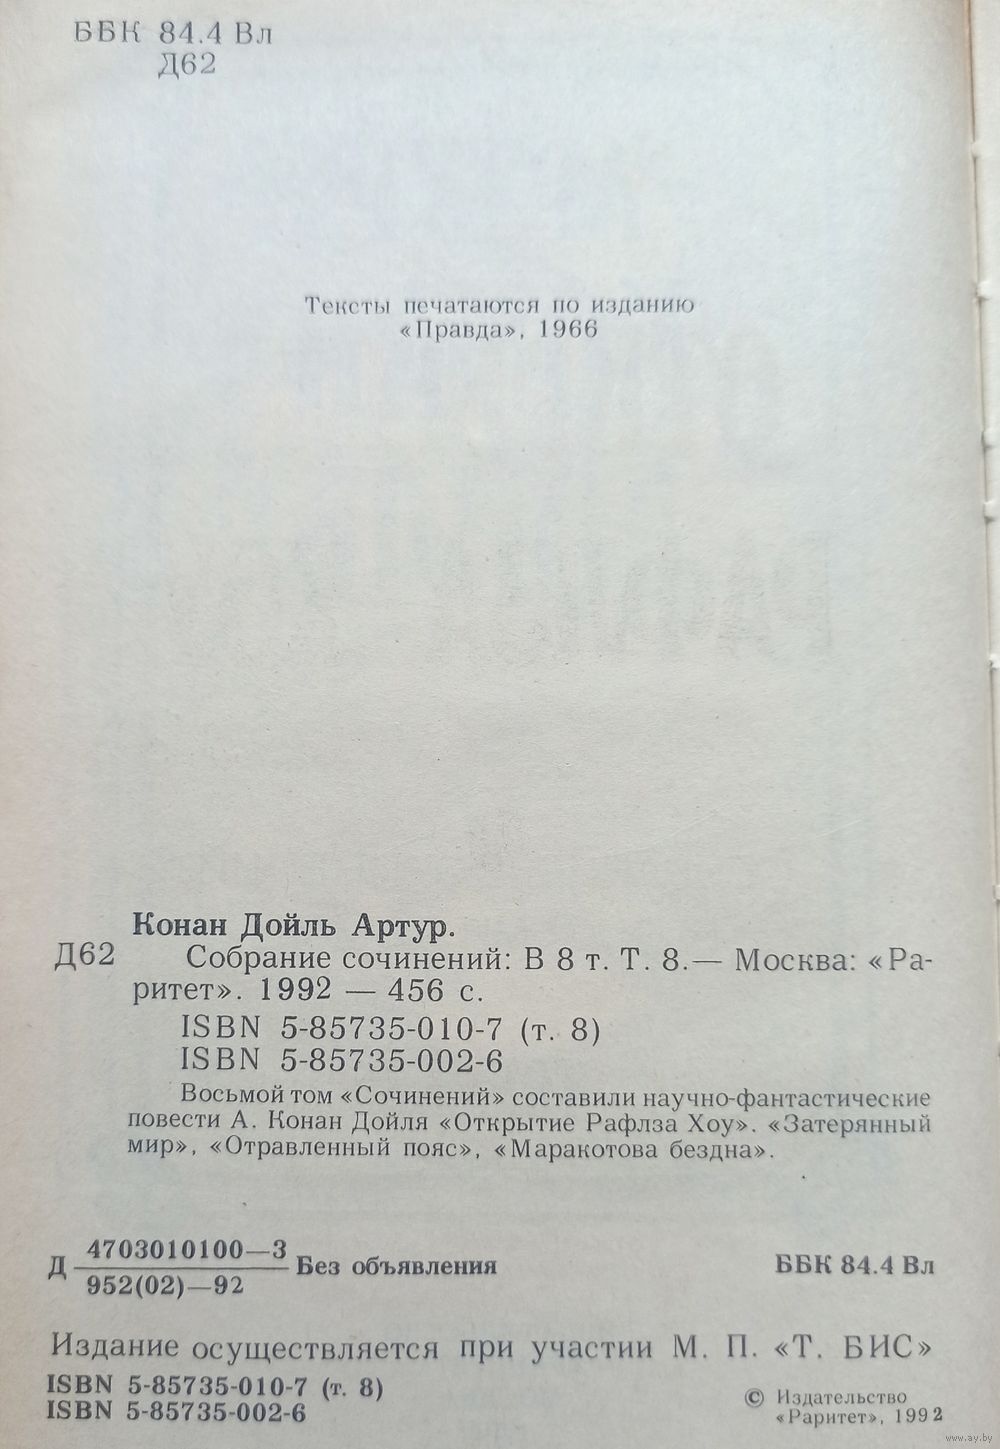 ББК 84.4 Вл
Д62
Тексты печатаются по изданию
«Правда», 1966
Конан Дойль Артур.
Д62 Собрание сочинений: В 8 т. Т. 8.— Москва: «Ра-
ритет». 1992 — 456 с.
ISBN 5-85735-010-7 (т. 8)
ISBN 5-85735-002-6
Восьмой том «Сочинений» составили научно-фантастические
повести А. Конан Дойля «Открытие Рафлза Хоу». «Затерянный
мир», «Отравленный пояс», «Маракотова бездна».
4703010100—3
Д Без объявления ББК 84.4 Вл
952(02)—92
Издание осуществляется при участии М. П. «Т. БИС»
ISBN 5-85735-010-7 (т. 8)
ISBN 5-85735-002-6
© Издательство
«Раритет», 1992
www.ay.by